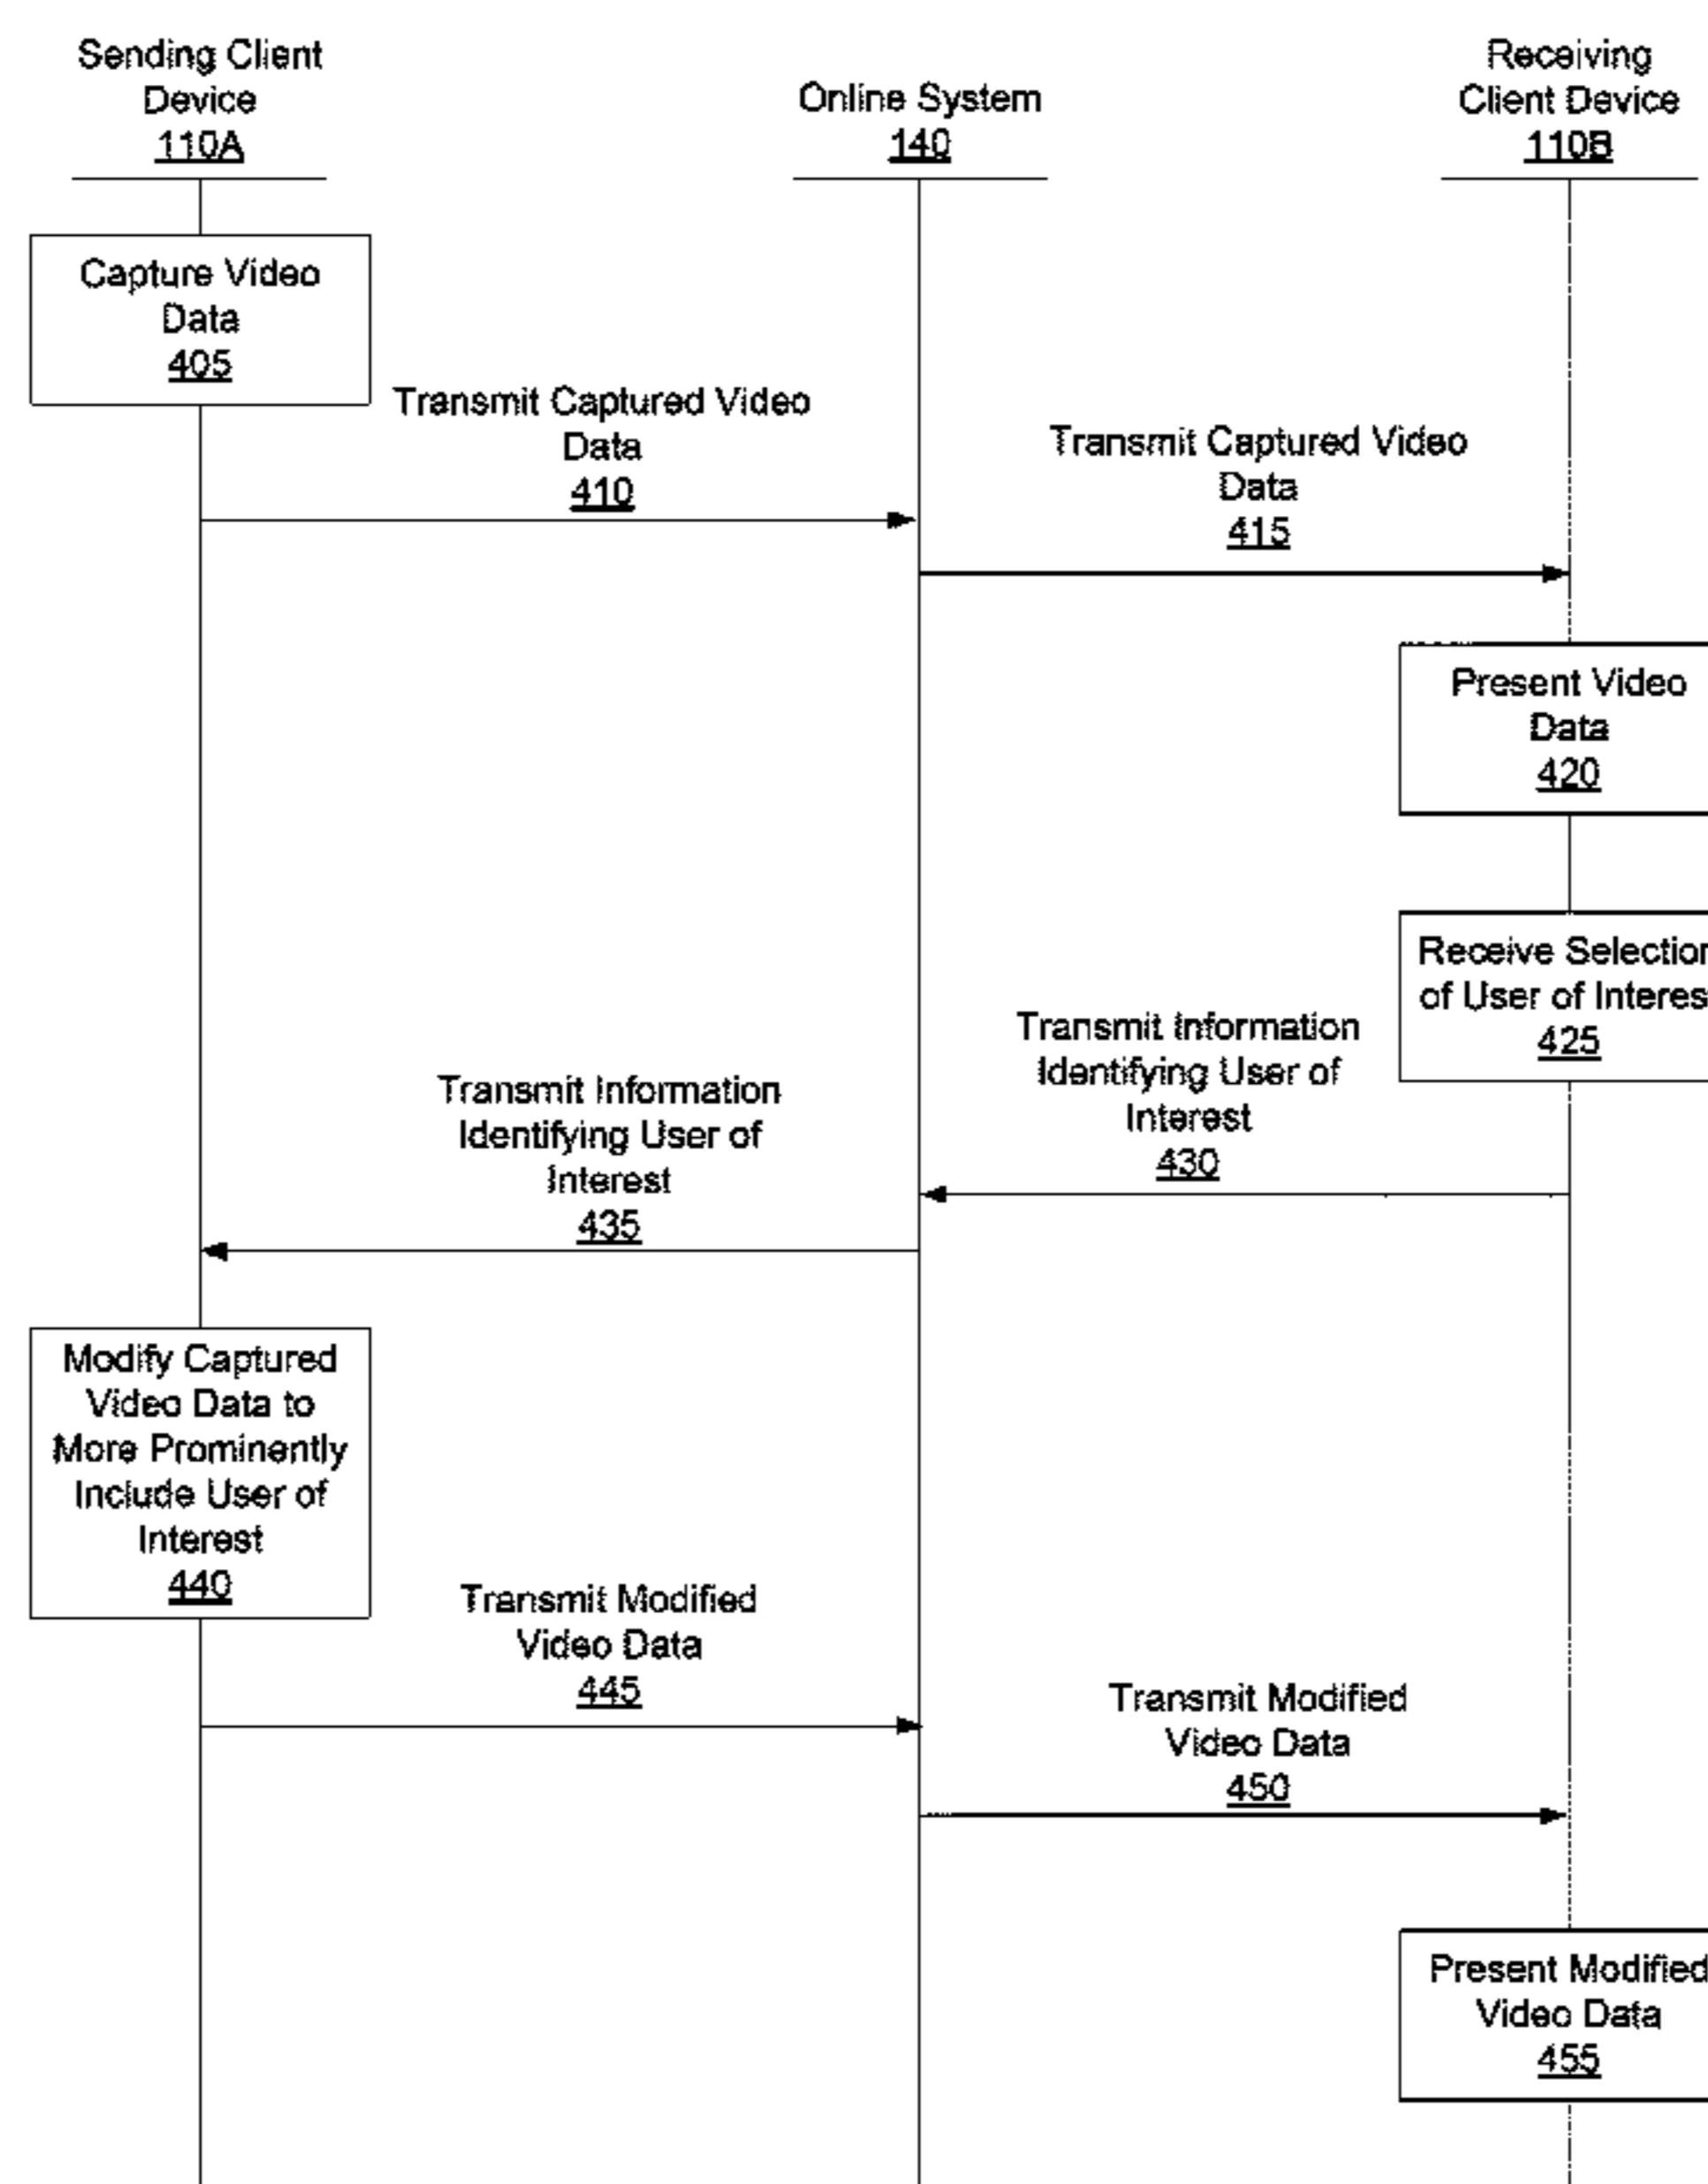 Sending Client
Device
110A
Online System
140
Receiving
Client Device
110B
Capture Video
Data
405
Transmit Captured Video
Data
410
Transmit Captured Video
Data
415
Present Video
Data
420
Receive Selection
of User of Interes
425
Transmit Information
Identifying User of
Interest
430
Transmit Information
Identifying User of
Interest
435
Modify Captured
Video Data to
More Prominently
Include User of
Interest
440
Transmit Modified
Video Data
445
Transmit Modified
Video Data
450
Present Modified
Video Data
455